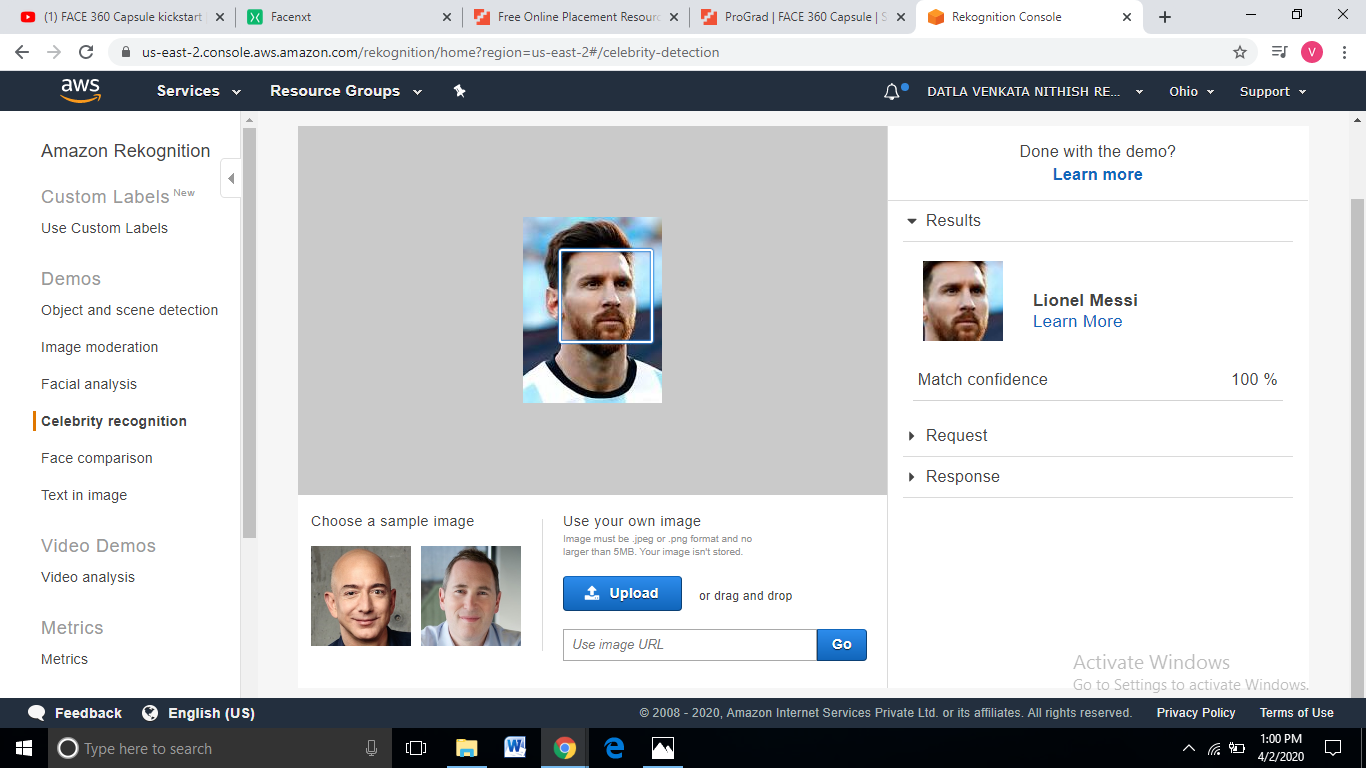 (1) FACE 360 Capsule kickstart
Facenxt
Free Online Placement Resourc
ProGrad | FACE 360 Capsule | S
Rekognition Console
us-east-2.console.aws.amazon.com/rekognition/home?region=us-east-2#/celebrity-detection
V
aws
Services
Resource Groups
DATLA VENKATA NITHISH RE...
Ohio
Support
Amazon Rekognition
Custom Labels New
Use Custom Labels
Demos
Object and scene detection
Image moderation
Facial analysis
Celebrity recognition
Face comparison
Text in image
Video Demos
Video analysis
Metrics
Metrics
Choose a sample image
Use your own image
Image must be .jpeg or .png format and no
larger than 5MB. Your image isn't stored.
Upload
or drag and drop
Use image URL
Go
Done with the demo?
Learn more
Results
Lionel Messi
Learn More
Match confidence 100 %
Request
Response
Activate Windows
Go to Settings to activate Windows.
Feedback
English (US)
© 2008 - 2020, Amazon Internet Services Private Ltd. or its affiliates. All rights reserved.
Privacy Policy
Terms of Use
Type here to search
W
1:00 PM
4/2/2020